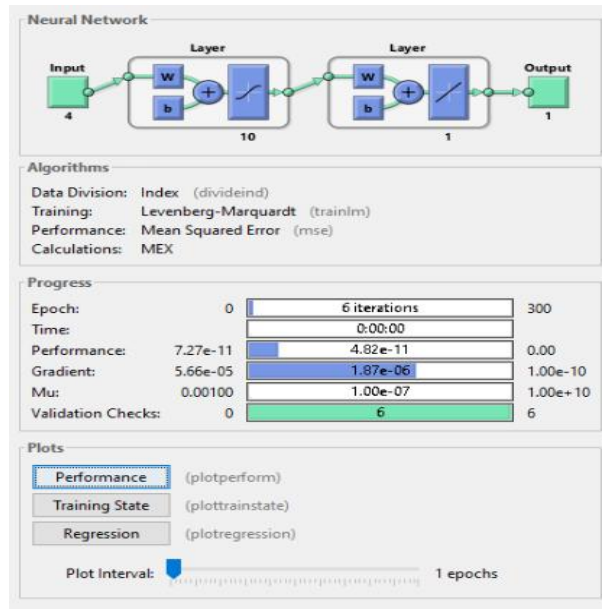 Neural Network
Layer Layer
Input Output
W W
+ +
b b
4 1
10 1
Algorithms
Data Division: Index (divideind)
Training: Levenberg-Marquardt (trainlm)
Performance: Mean Squared Error (mse)
Calculations: MEX
Progress
Epoch: 0 6 iterations 300
Time: 0:00:00
Performance: 7.27e-11 4.82e-11 0.00
Gradient: 5.66e-05 1.87e-06 1.00e-10
Mu: 0.00100 1.00e-07 1.00e+10
Validation Checks: 0 6 6
Plots
Performance (plotperform)
Training State (plottrainstate)
Regression (plotregression)
Plot Interval: 1 epochs